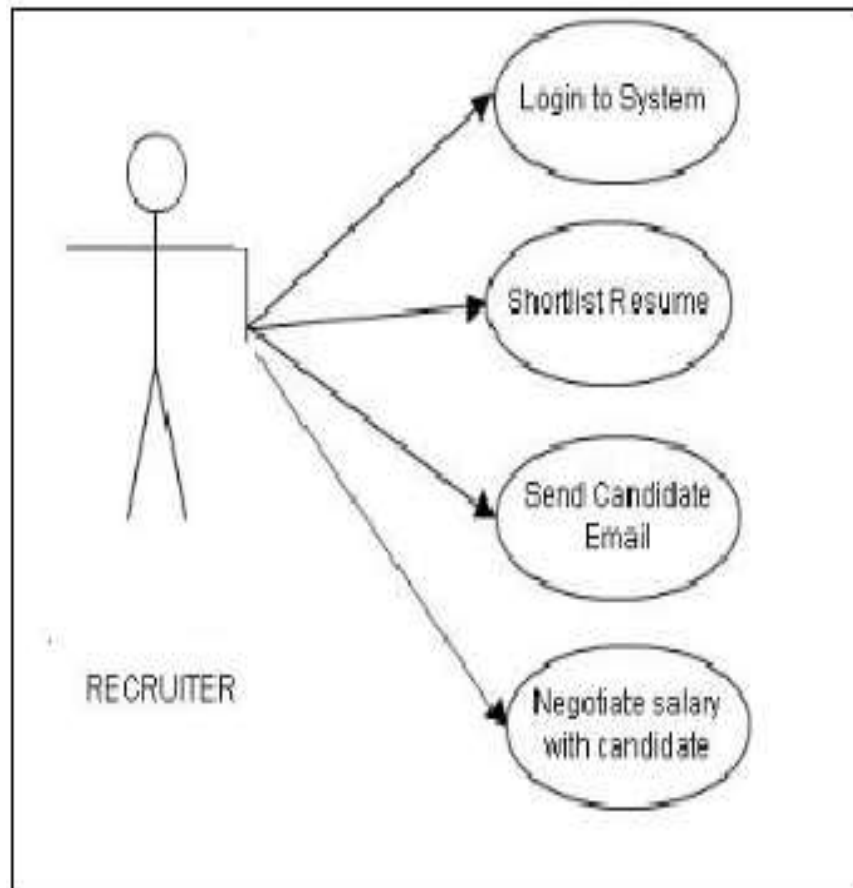 Login to System
Shortlist Resume
Send Candidate
Email
RECRUITER
Negotiate salary
with candidate